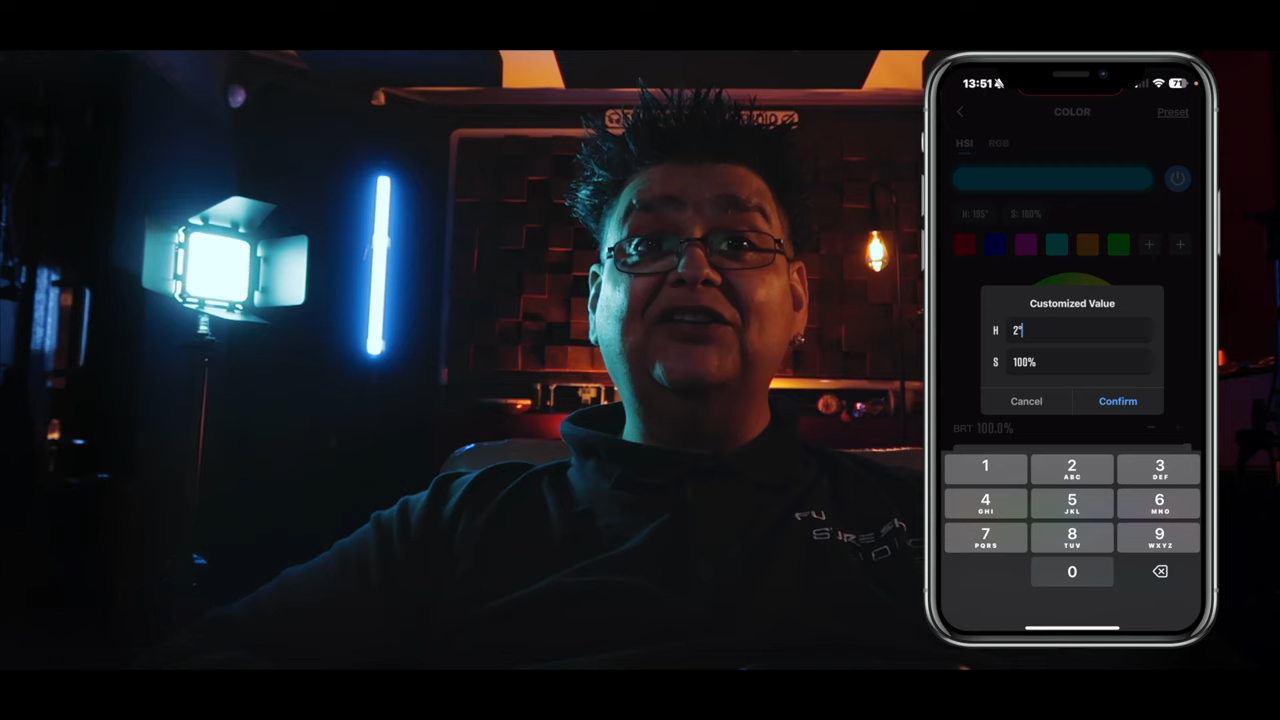 13:51
71
COLOR
Preset
HSI
RGB
H: 195°
S: 100%
Customized Value
H
2°
S
100%
Cancel
Confirm
BRT 100.0%
1
2
ABC
3
DEF
4
GHI
5
JKL
6
MNO
7
PQRS
8
TUV
9
WXYZ
0